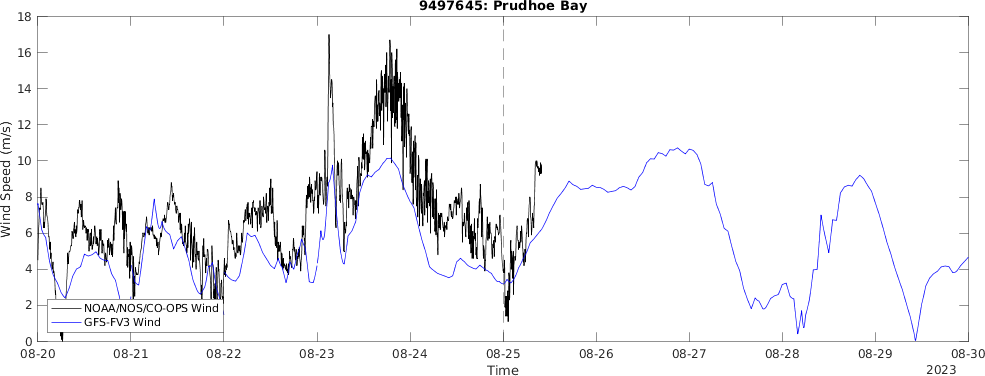 9497645: Prudhoe Bay
Wind Speed (m/s)
18
16
14
12
10
8
6
4
2
0
NOAA/NOS/CO-OPS Wind
GFS-FV3 Wind
08-20 08-21 08-22 08-23 08-24 08-25 08-26 08-27 08-28 08-29 08-30
Time
2023